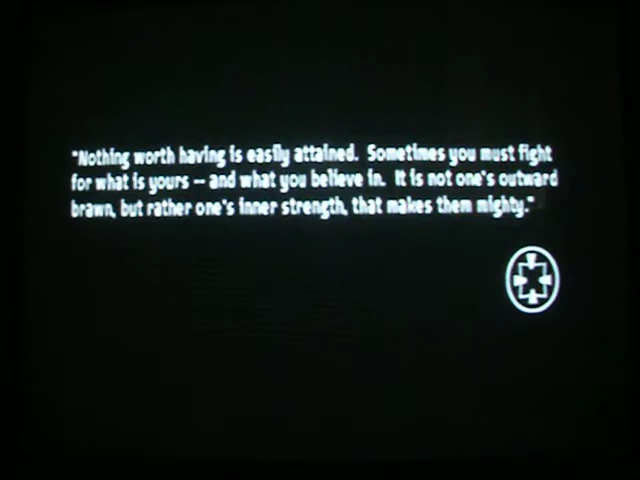 "Nothing worth having is easily attained. Sometimes you must fight
for what is yours -- and what you believe in. It is not one's outward
brawn, but rather one's inner strength, that makes them mighty."